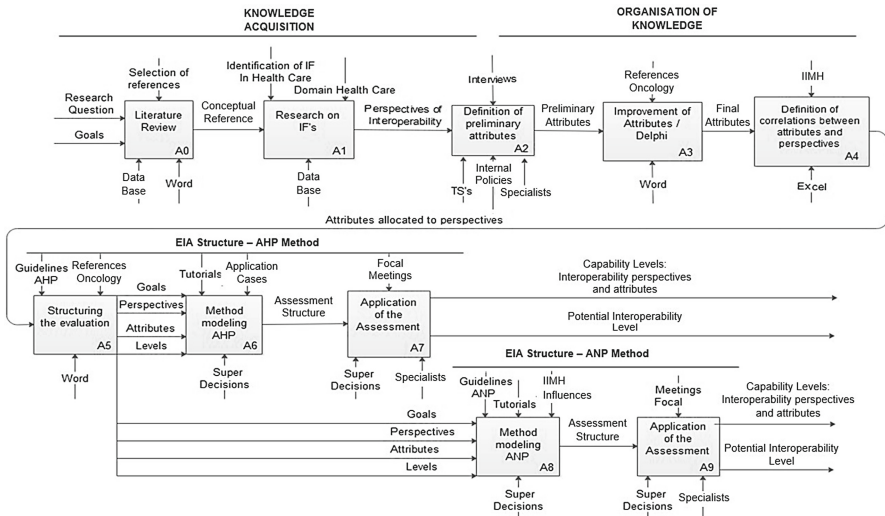 KNOWLEDGE
ACQUISITION
ORGANISATION OF
KNOWLEDGE
Selection of
references
Identification of IF
In Health Care
Domain Health Care
Interviews
References
Oncology
IIMH
Research
Question
Goals
Literature
Review
A0
Conceptual
Reference
Research on
IF's
A1
Perspectives of
Interoperability
Definition of
preliminary
attributes
A2
Preliminary
Attributes
Improvement of
Attributes /
Delphi
A3
Final
Attributes
Definition of
correlations between
attributes and
perspectives
A4
Data
Base
Word
Data
Base
TS's
Internal
Policies
Specialists
Word
Excel
Attributes allocated to perspectives
EIA Structure – AHP Method
Guidelines
AHP
References
Oncology
Tutorials
Application
Cases
Focal
Meetings
Structuring
the evaluation
A5
Goals
Perspectives
Attributes
Levels
Method
modeling
AHP
A6
Assessment
Structure
Application
of the
Assessment
A7
Capability Levels:
Interoperability perspectives
and attributes
Potential Interoperability
Level
Word
Super
Decisions
Super
Decisions
Specialists
EIA Structure – ANP Method
Guidelines
ANP
Tutorials
IIMH
Influences
Meetings
Focal
Goals
Perspectives
Attributes
Levels
Method
modeling
ANP
A8
Assessment
Structure
Application
of the
Assessment
A9
Capability Levels:
Interoperability perspectives
and attributes
Potential Interoperability
Level
Super
Decisions
Super
Decisions
Specialists